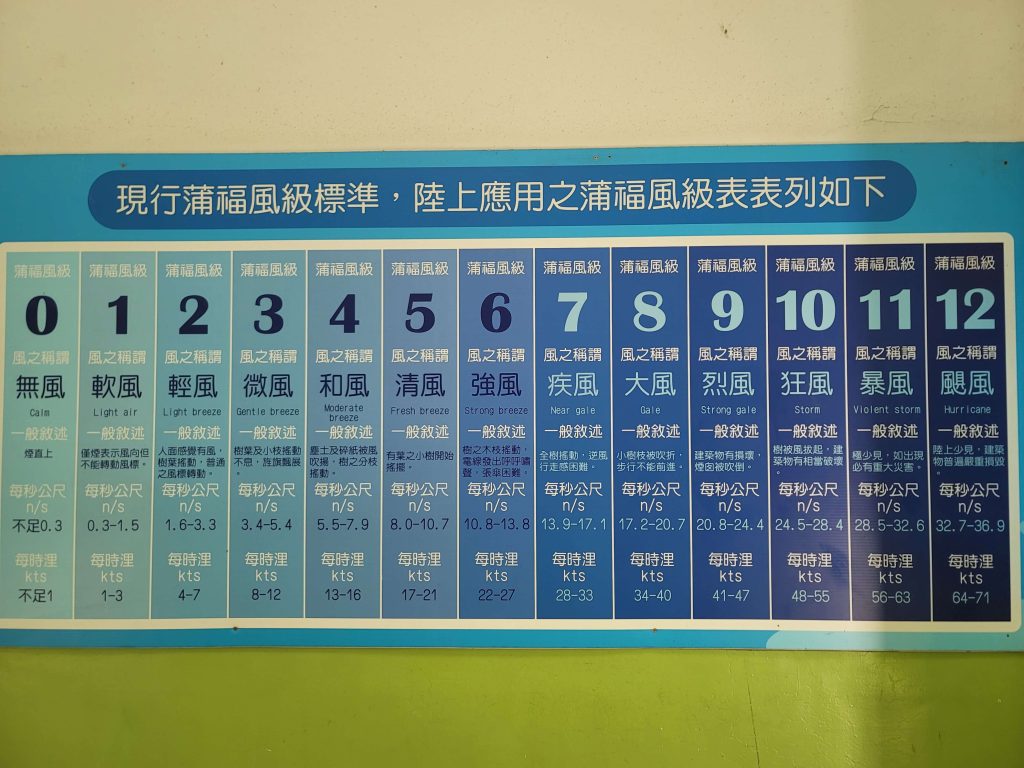 現行蒲福風級標準，陸上應用之蒲福風級表表列如下
蒲福風級
0
風之稱謂
無風
Calm
一般敘述
煙直上
每秒公尺
n/s
不足0.3
每時浬
kts
不足1
蒲福風級
1
風之稱謂
軟風
Light air
一般敘述
僅煙表示風向但
不能轉動風標。
每秒公尺
n/s
0.3-1.5
每時浬
kts
1-3
蒲福風級
2
風之稱謂
輕風
Light breeze
一般敘述
人面感覺有風，
樹葉搖動，普通
之風標轉動。
每秒公尺
n/s
1.6-3.3
每時浬
kts
4-7
蒲福風級
3
風之稱謂
微風
Gentle breeze
一般敘述
樹葉及小枝搖動
不息，旌旗飄展
。
每秒公尺
n/s
3.4-5.4
每時浬
kts
8-12
蒲福風級
4
風之稱謂
和風
Moderate
breeze
一般敘述
塵土及碎紙被風
吹揚，樹之分枝
搖動。
每秒公尺
n/s
5.5-7.9
每時浬
kts
13-16
蒲福風級
5
風之稱謂
清風
Fresh breeze
一般敘述
有葉之小樹開始
搖擺。
每秒公尺
n/s
8.0-10.7
每時浬
kts
17-21
蒲福風級
6
風之稱謂
強風
Strong breeze
一般敘述
樹之木枝搖動，
電線發出呼呼嘯
聲，張傘困難。
每秒公尺
n/s
10.8-13.8
每時浬
kts
22-27
蒲福風級
7
風之稱謂
疾風
Near gale
一般敘述
全樹搖動，逆風
行走感困難。
每秒公尺
n/s
13.9-17.1
每時浬
kts
28-33
蒲福風級
8
風之稱謂
大風
Gale
一般敘述
小樹枝被吹折，
步行不能前進。
每秒公尺
n/s
17.2-20.7
每時浬
kts
34-40
蒲福風級
9
風之稱謂
烈風
Strong gale
一般敘述
建築物有損壞，
煙囪被吹倒。
每秒公尺
n/s
20.8-24.4
每時浬
kts
41-47
蒲福風級
10
風之稱謂
狂風
Storm
一般敘述
樹被風拔起，建
築物有相當破壞
每秒公尺
n/s
24.5-28.4
每時浬
kts
48-55
蒲福風級
11
風之稱謂
暴風
Violent storm
一般敘述
極少見，如出現
必有重大災害。
每秒公尺
n/s
28.5-32.6
每時浬
kts
56-63
蒲福風級
12
風之稱謂
颶風
Hurricane
一般敘述
陸上少見，建築
物普遍嚴重損毀
每秒公尺
n/s
32.7-36.9
每時浬
kts
64-71